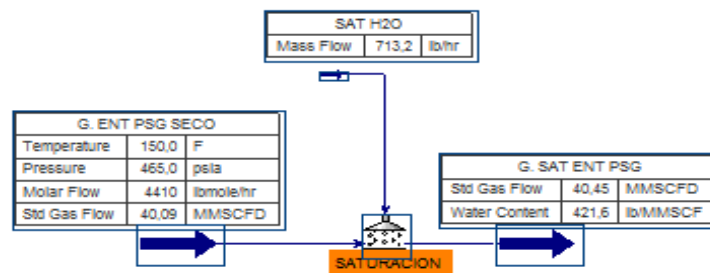 SAT H2O
Mass Flow 713,2 lb/hr
G. ENT PSG SECO
Temperature 150,0 F
Pressure 465,0 psia
Molar Flow 4410 lbmole/hr
Std Gas Flow 40,09 MMSCFD
G. SAT ENT PSG
Std Gas Flow 40,45 MMSCFD
Water Content 421,6 lb/MMSCF
SATURACION